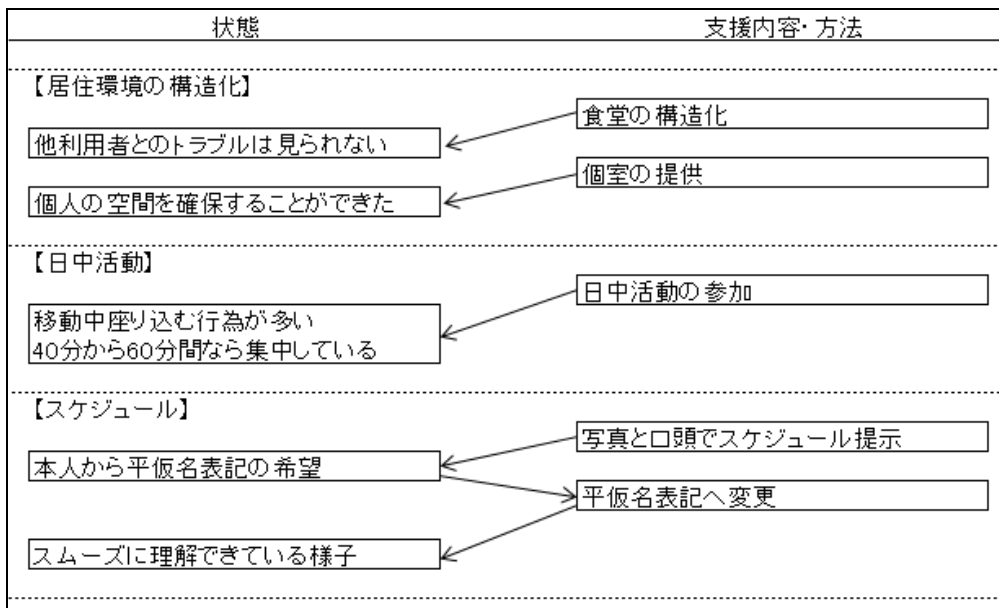 状態
支援内容・方法
【居住環境の構造化】
食堂の構造化
他利用者とのトラブルは見られない
個室の提供
個人の空間を確保することができた
【日中活動】
日中活動の参加
移動中座り込む行為が多い
40分から60分間なら集中している
【スケジュール】
写真と口頭でスケジュール提示
本人から平仮名表記の希望
平仮名表記へ変更
スムーズに理解できている様子